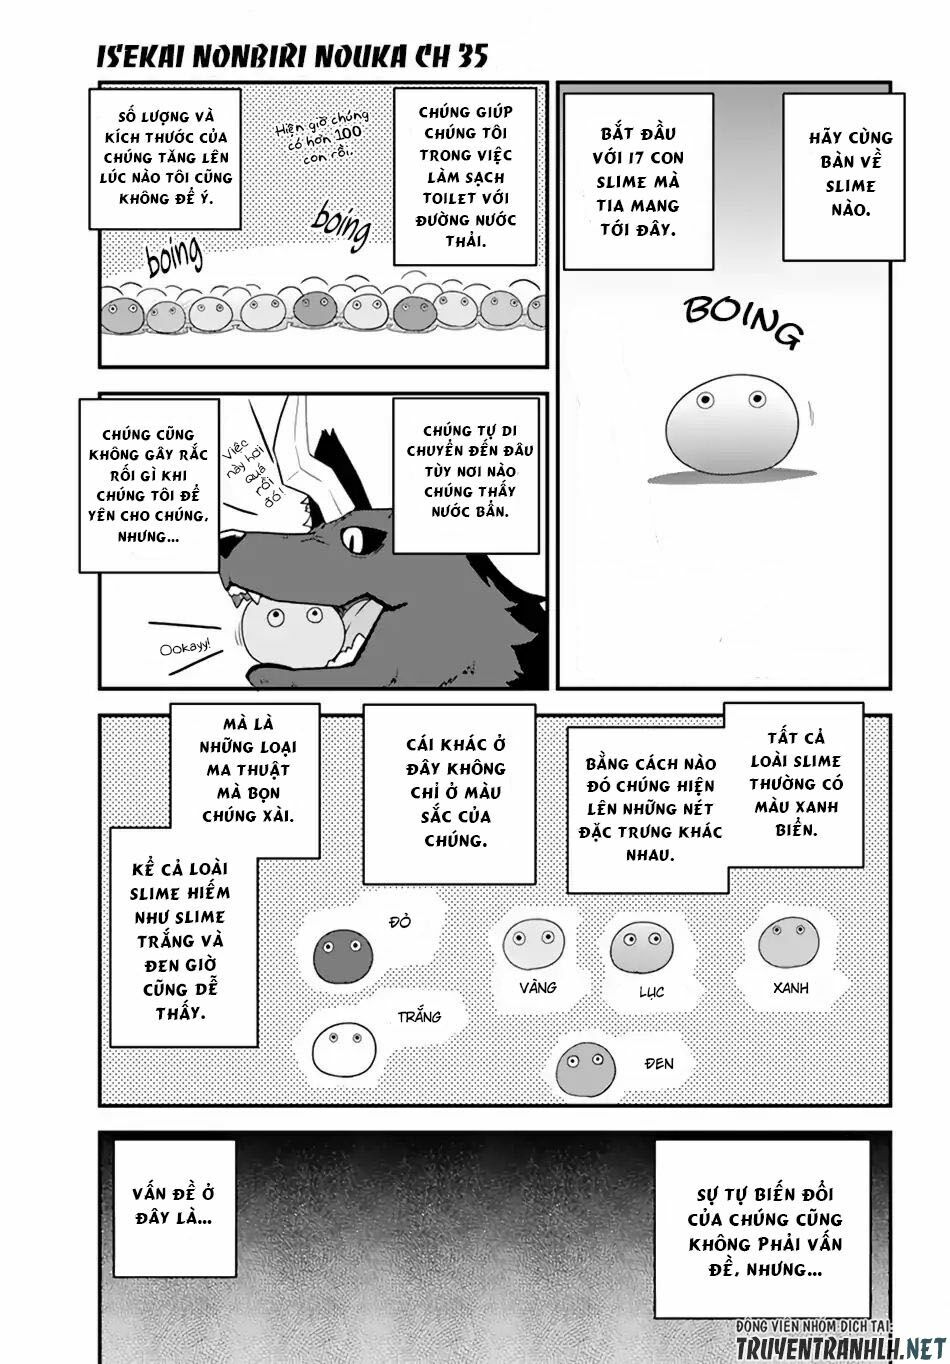 ISEKAI NONBIRI NOUKA CH 35
HÃY CÙNG
BÀN VỀ
SLIME
NÀO.
BẮT ĐẦU
VỚI 17 CON
SLIME MÀ
TIA MANG
TỚI ĐÂY.
BOING
CHÚNG GIÚP
CHÚNG TÔI
TRONG VIỆC
LÀM SẠCH
TOILET VỚI
ĐƯỜNG NƯỚC
THẢI.
Hiện giờ chúng
có hơn 100
con rồi.
SỐ LƯỢNG VÀ
KÍCH THƯỚC CỦA
CHÚNG TĂNG LÊN
LÚC NÀO TÔI CŨNG
KHÔNG ĐỂ Ý.
boing
boing
CHÚNG TỰ DI
CHUYỂN ĐẾN ĐÂU
TÙY NƠI NÀO
CHÚNG THẤY
NƯỚC BẨN.
Việc
này hơi
quá
rồi
đó!
CHÚNG CŨNG
KHÔNG GÂY RẮC
RỐI GÌ KHI
CHÚNG TÔI ĐỂ
YÊN CHO CHÚNG,
NHƯNG...
Ookayy!
TẤT CẢ
LOÀI SLIME
THƯỜNG CÓ
MÀU XANH
BIỂN.
BẰNG CÁCH NÀO
ĐÓ CHÚNG HIỆN
LÊN NHỮNG NÉT
ĐẶC TRƯNG KHÁC
NHAU.
CÁI KHÁC Ở
ĐÂY KHÔNG
CHỈ Ở MÀU
SẮC CỦA
CHÚNG.
MÀ LÀ
NHỮNG LOẠI
MA THUẬT
MÀ BỌN
CHÚNG XÀI.
KỂ CẢ LOÀI
SLIME HIẾM
NHƯ SLIME
TRẮNG VÀ
ĐEN GIỜ
CŨNG DỄ
THẤY.
XANH
LỤC
VÀNG
ĐỎ
ĐEN
TRẮNG
SỰ TỰ BIẾN ĐỔI
CỦA CHÚNG CŨNG
KHÔNG PHẢI VẤN
ĐỀ, NHƯNG...
VẤN ĐỀ Ở
ĐÂY LÀ...
ĐỘNG VIÊN NHÓM DỊCH TẠI:
TRUYENTRANHLH.NET